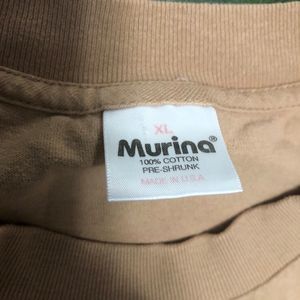 XL
Murina®
100% COTTON
PRE-SHRUNK
MADE IN U.S.A.